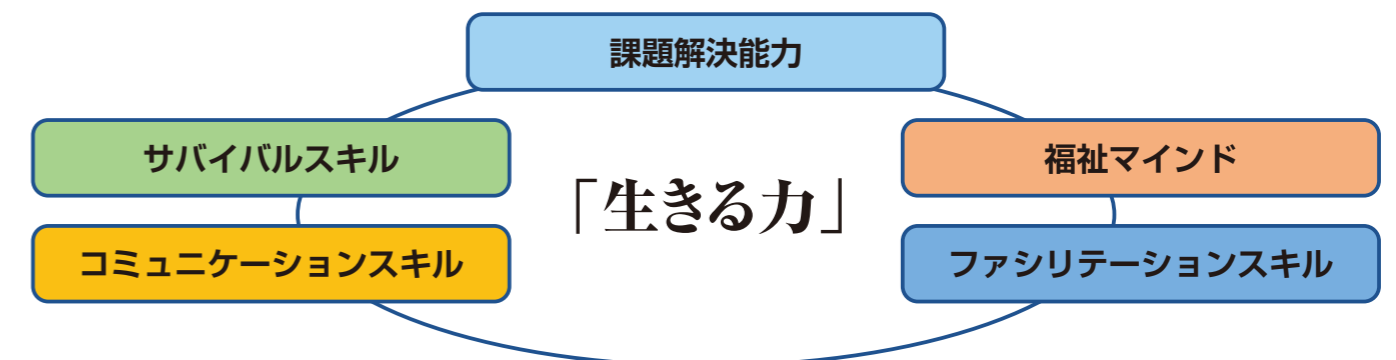 課題解決能力
サバイバルスキル
福祉マインド
「生きる力」
コミュニケーションスキル
ファシリテーションスキル